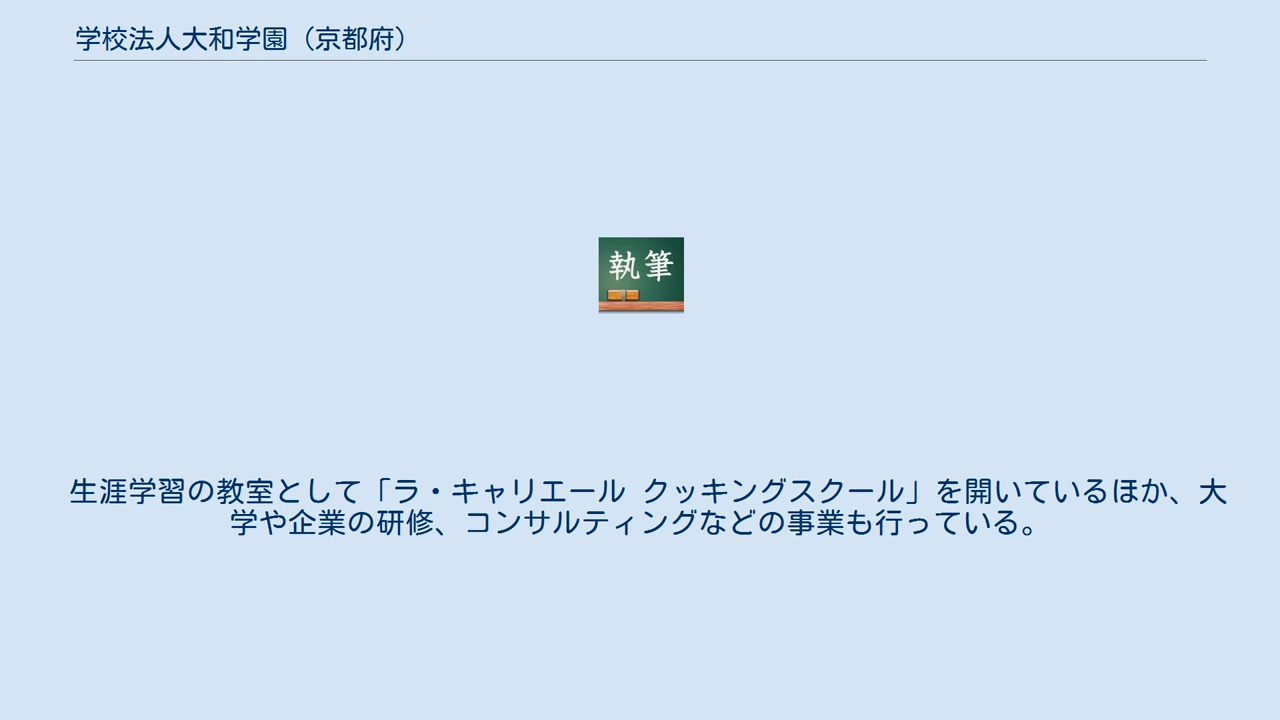 学校法人大和学園（京都府）
執筆
生涯学習の教室として「ラ・キャリエール クッキングスクール」を開いているほか、大
学や企業の研修、コンサルティングなどの事業も行っている。